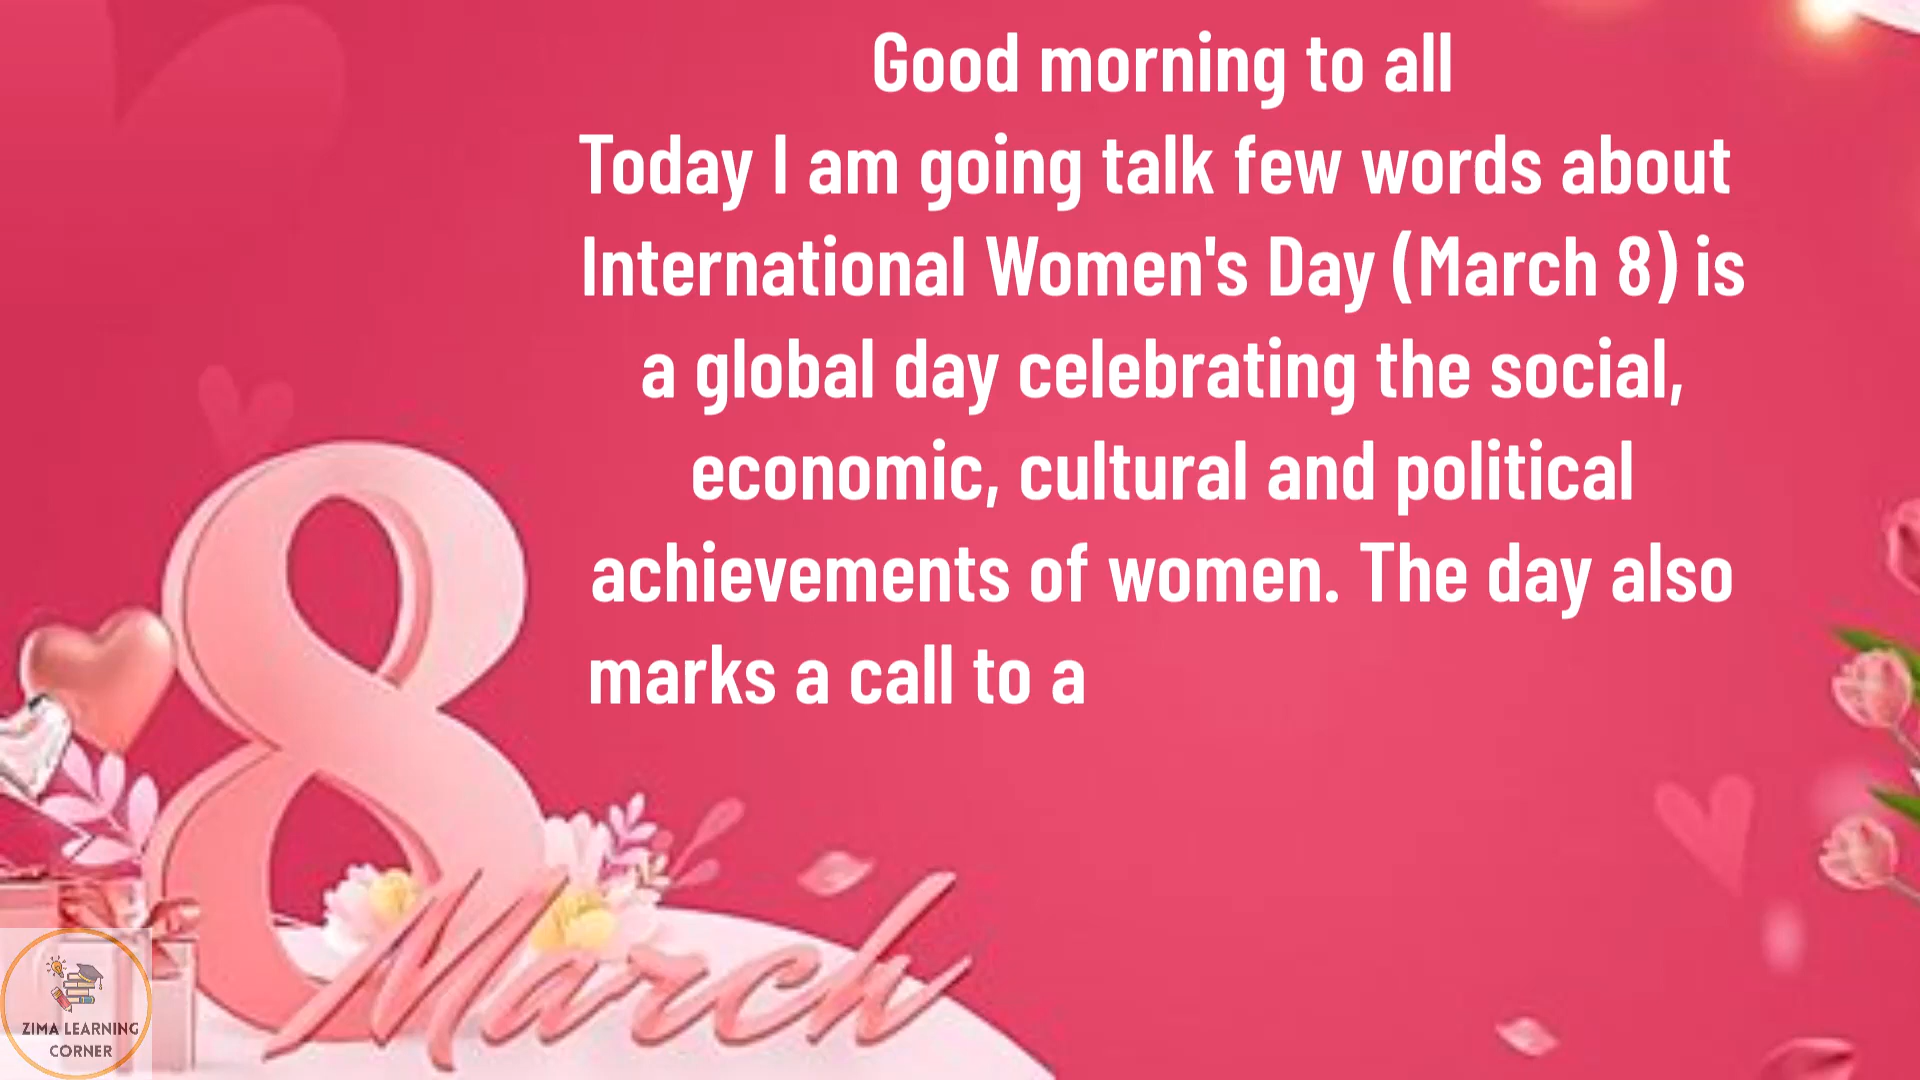 Good morning to all
Today I am going talk few words about
International Women's Day (March 8) is
a global day celebrating the social,
economic, cultural and political
achievements of women. The day also
marks a call to a
8
March
ZIMA LEARNING
CORNER